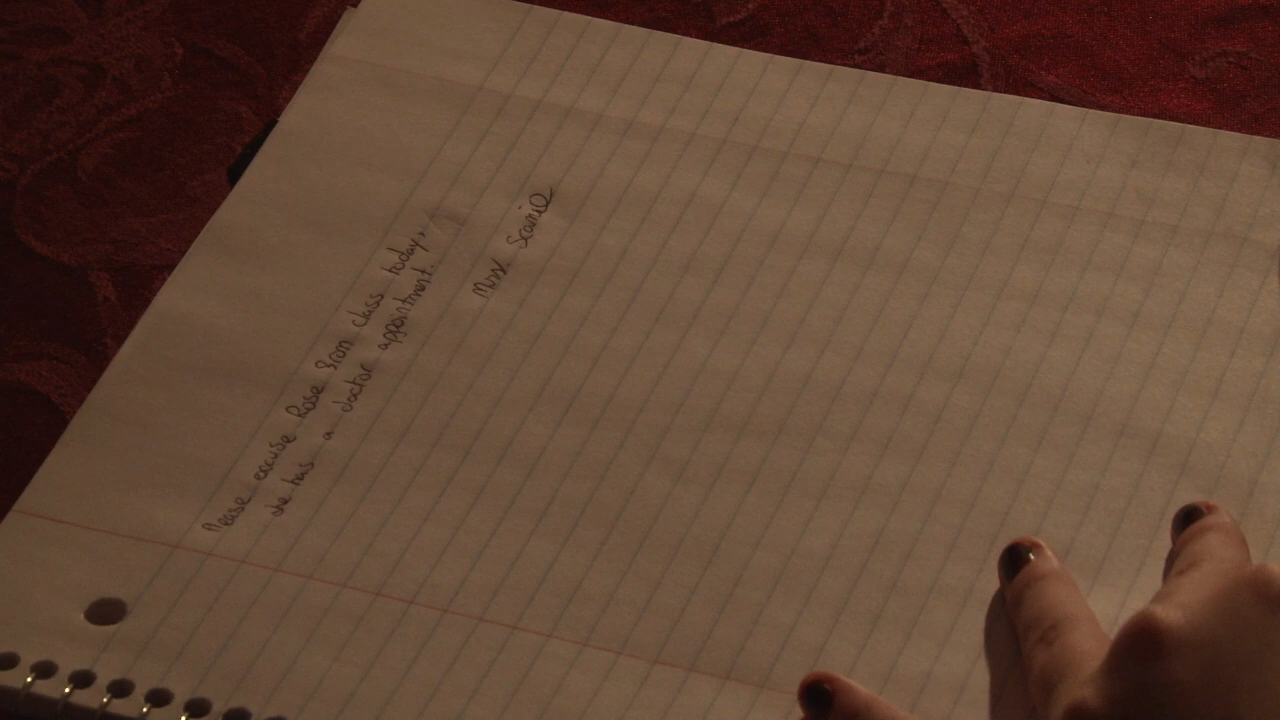 Please excuse Rose from class today,
she has a doctor appointment.